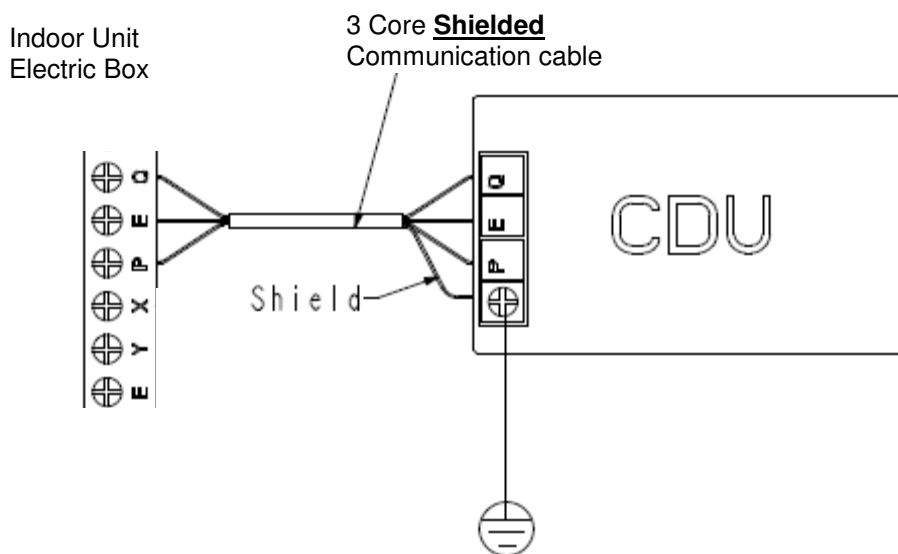 Indoor Unit
Electric Box
3 Core Shielded
Communication cable
Q
E
P
X
Y
E
Q
E
P
CDU
Shield